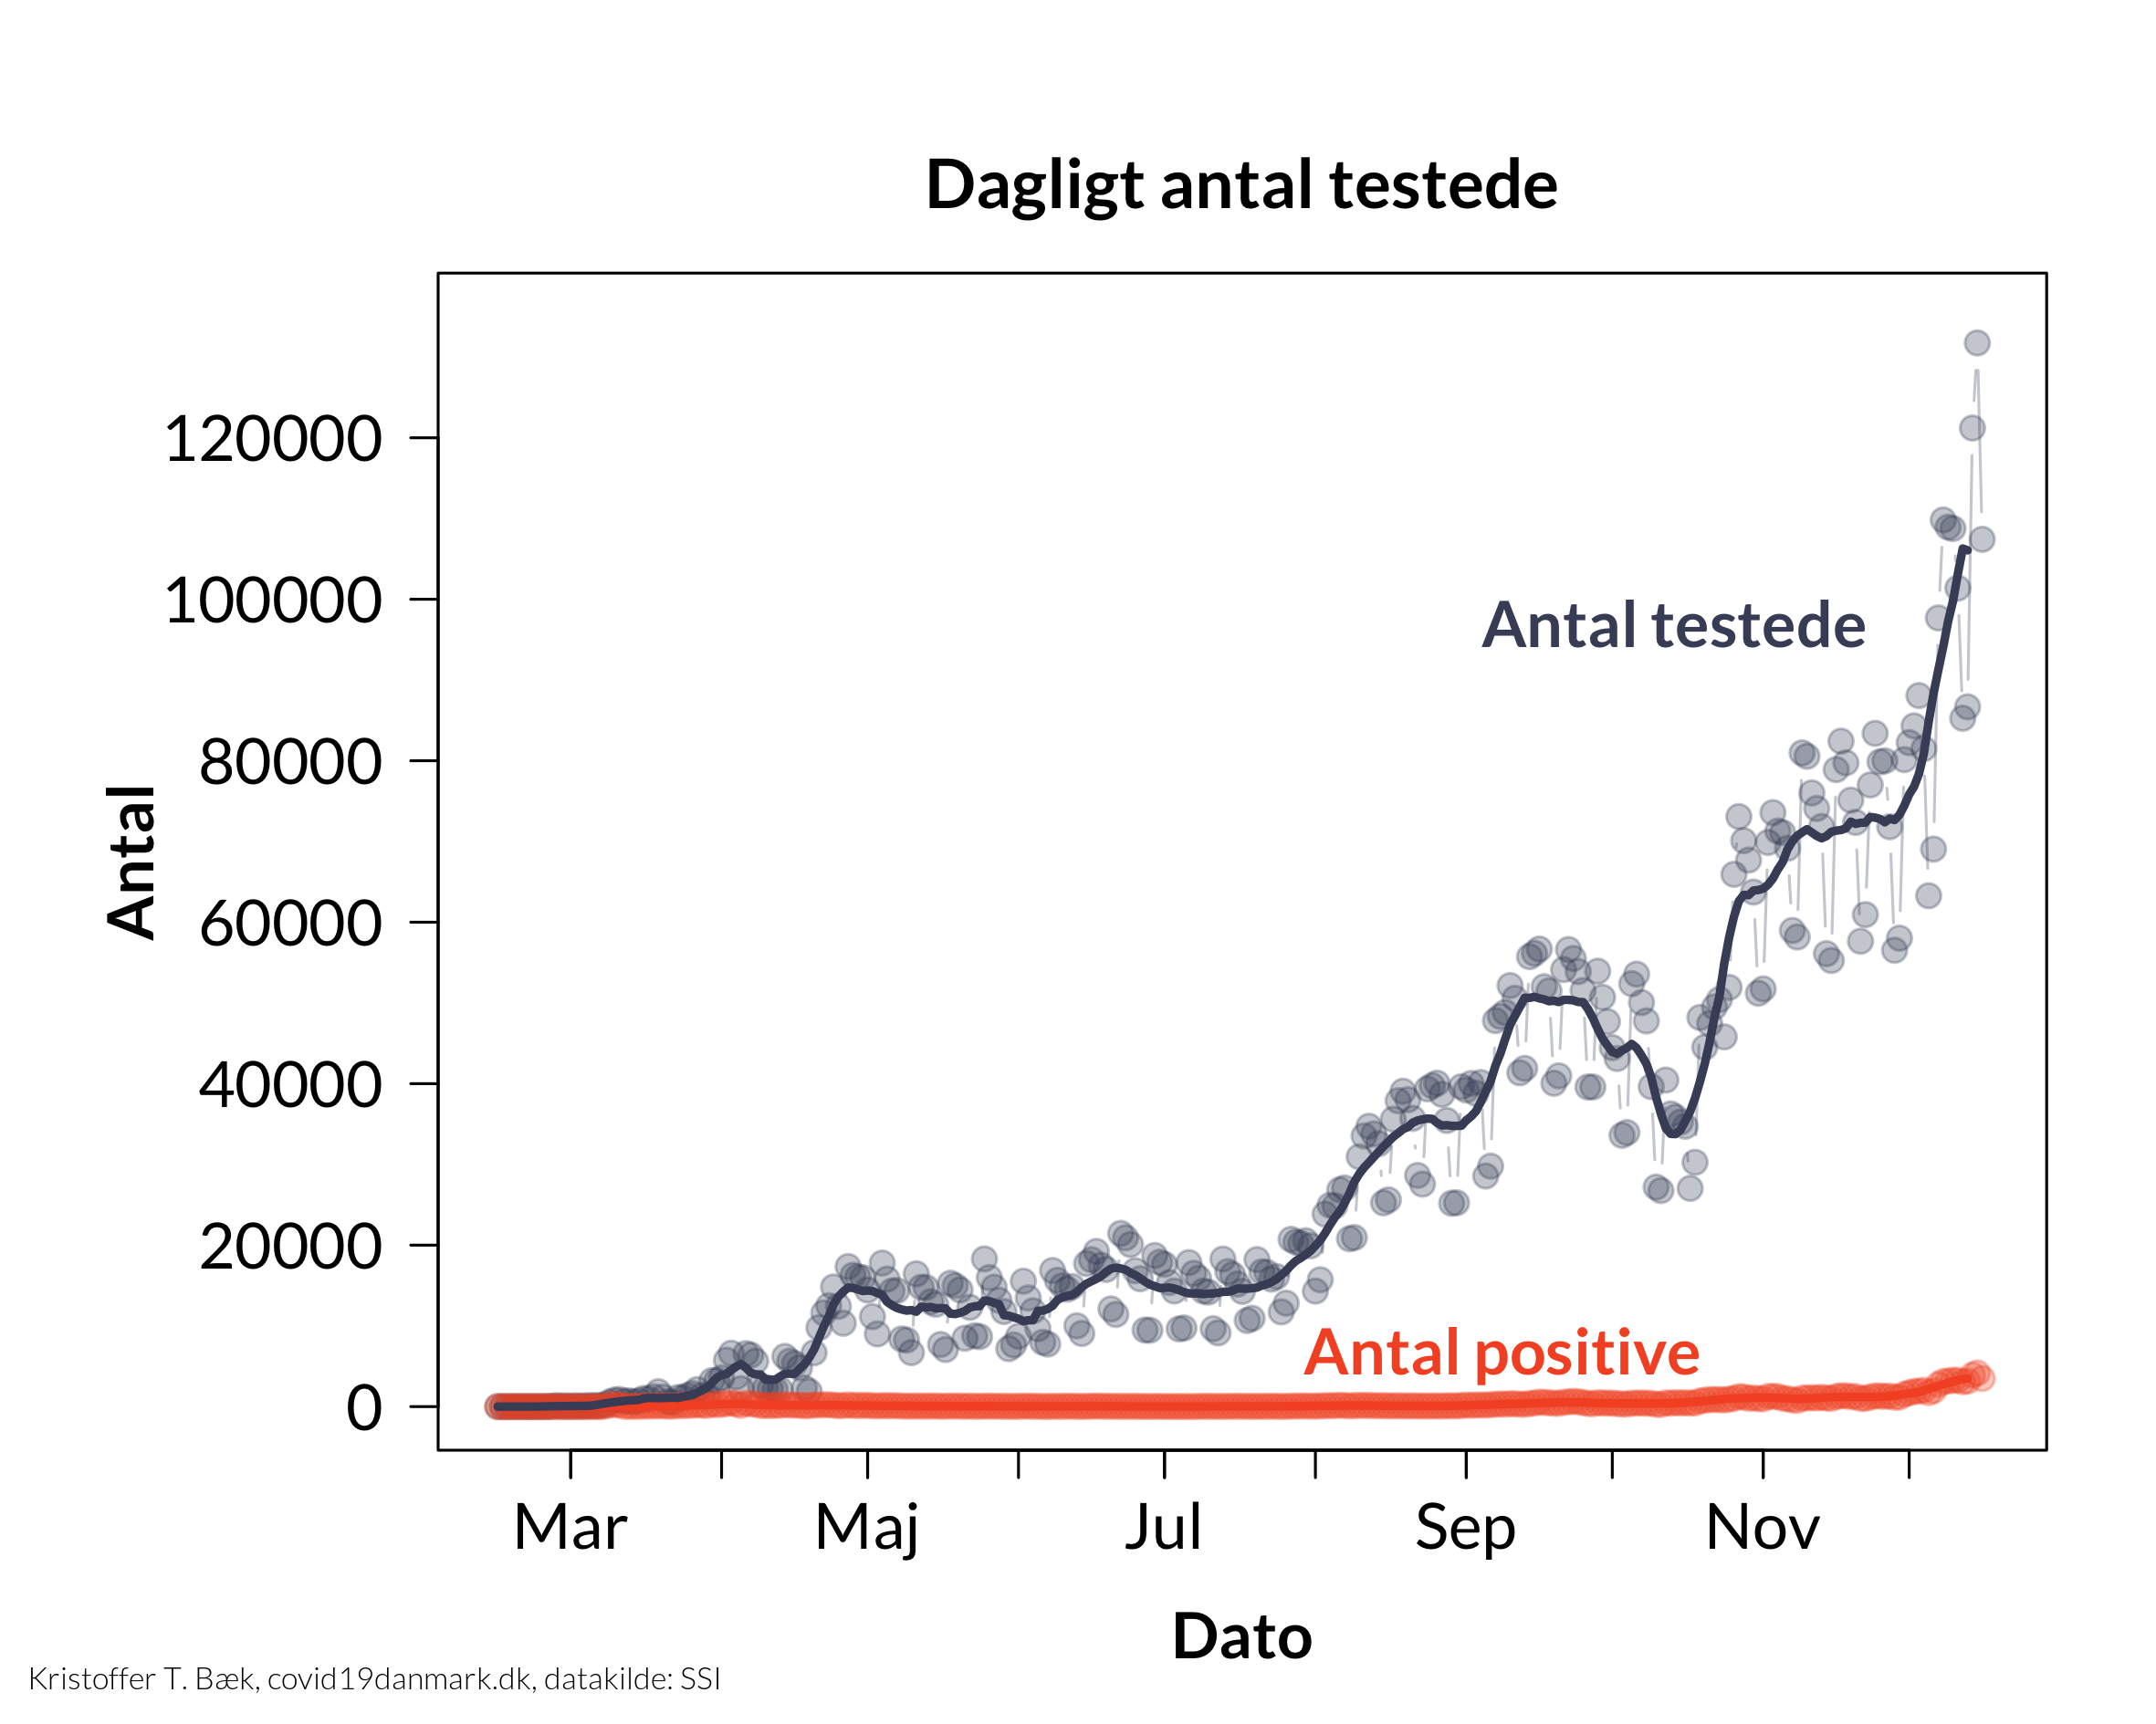 Dagligt antal testede
120000
100000
80000
60000
40000
20000
0
Antal
Antal testede
Antal positive
Mar Maj Jul Sep Nov
Dato
Kristoffer T. Bæk, covid19danmark.dk, datakilde: SSI